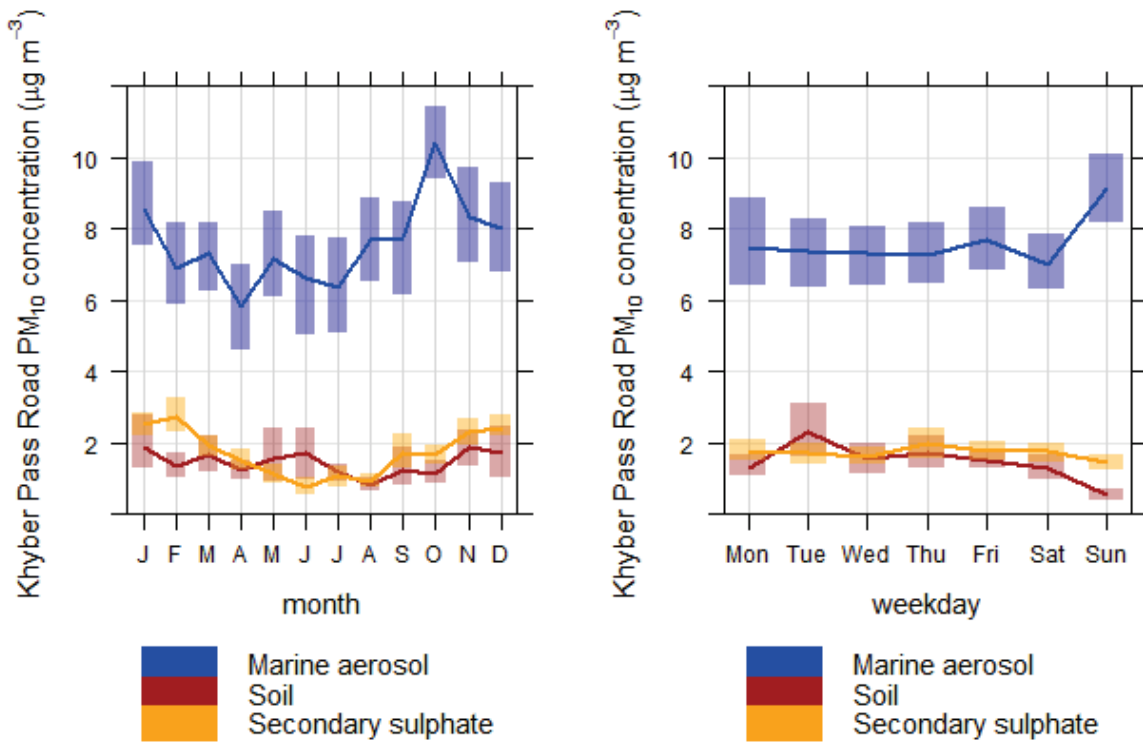 Khyber Pass Road PM₁₀ concentration (µg m⁻³)
10
8
6
4
2
J F M A M J J A S O N D
month
Marine aerosol
Soil
Secondary sulphate
Khyber Pass Road PM₁₀ concentration (µg m⁻³)
10
8
6
4
2
Mon Tue Wed Thu Fri Sat Sun
weekday
Marine aerosol
Soil
Secondary sulphate